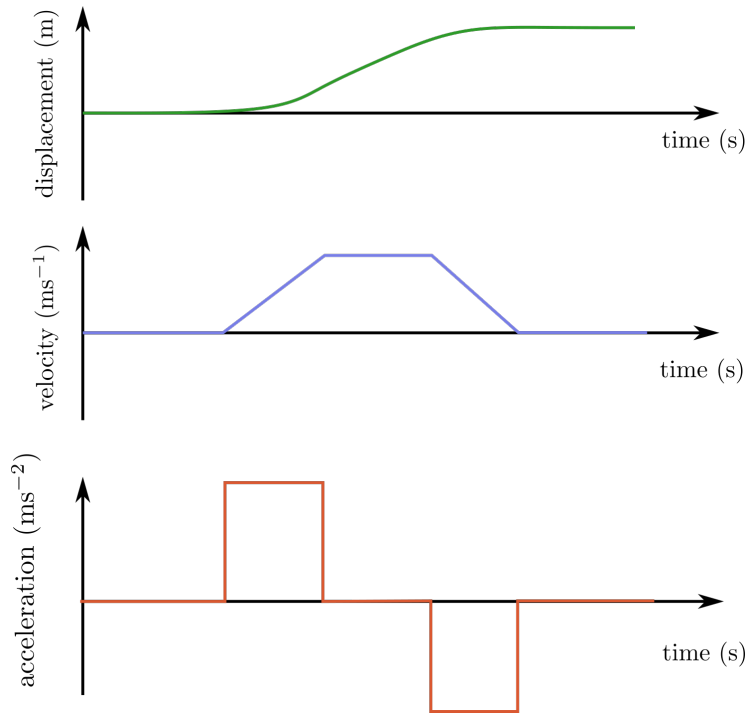 displacement (m)
time (s)
velocity (ms⁻¹)
time (s)
acceleration (ms⁻²)
time (s)